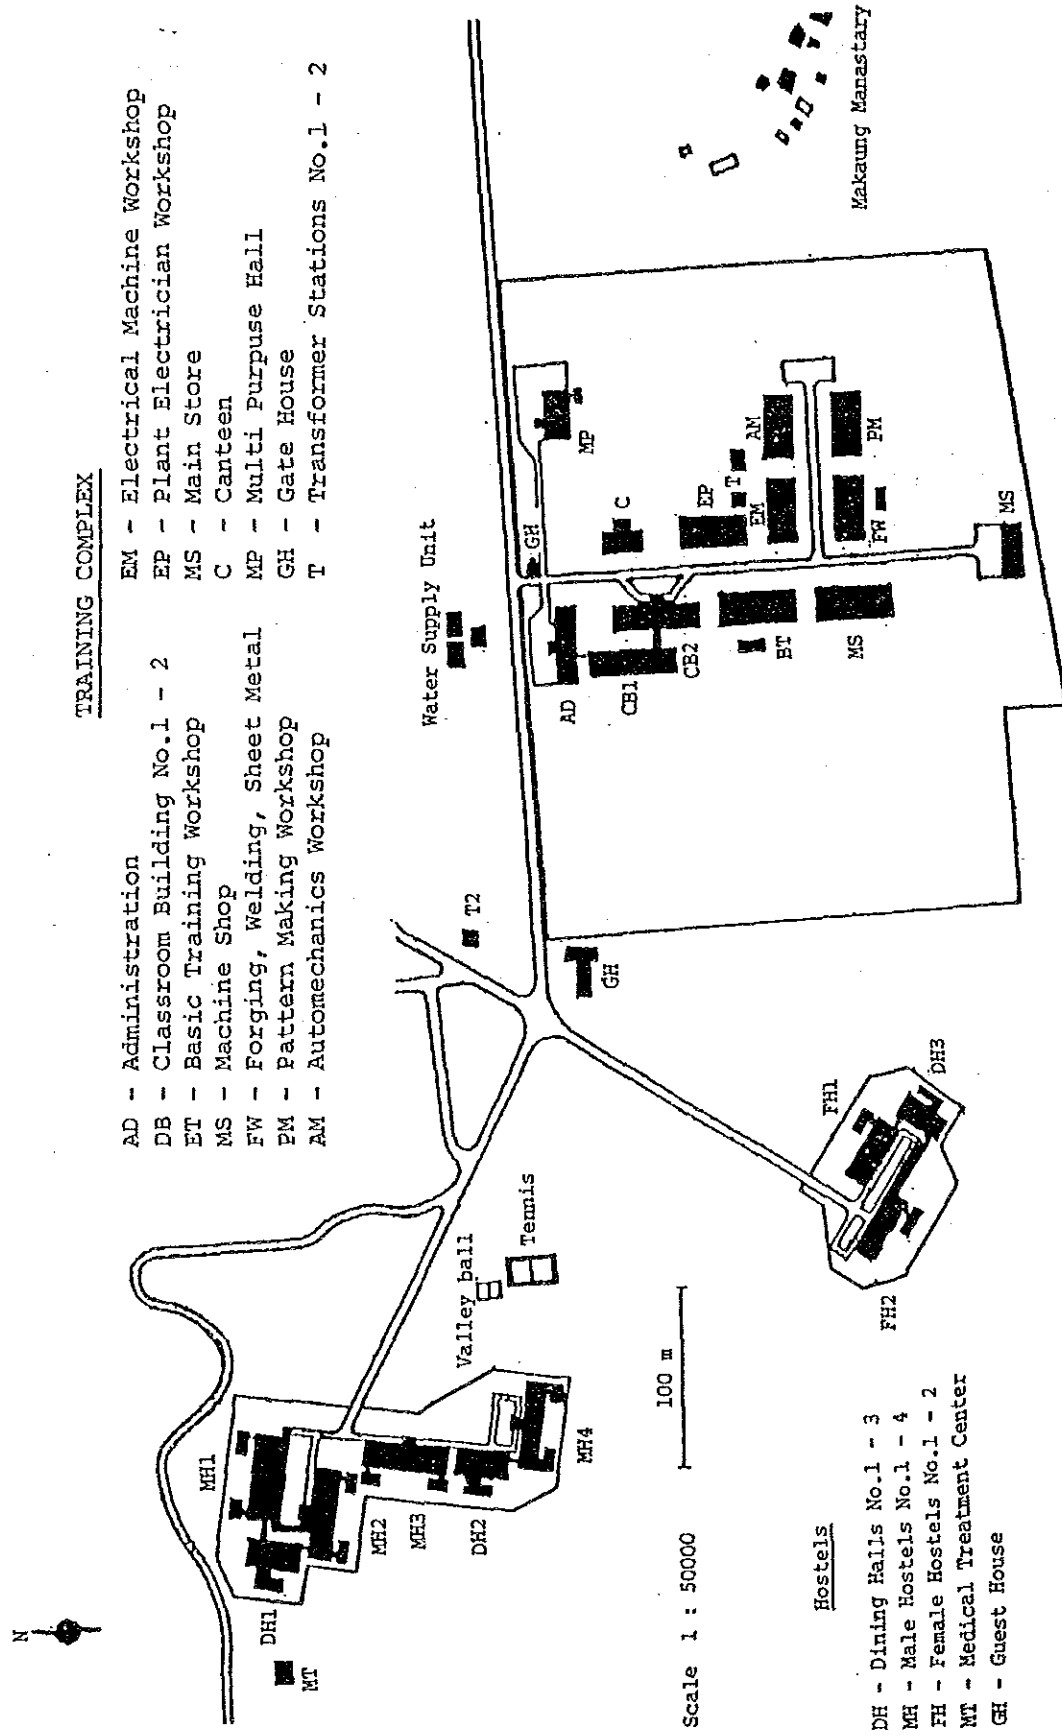 TRAINING COMPLEX
AD - Administration
DB - Classroom Building No.1 - 2
ET - Basic Training Workshop
MS - Machine Shop
FW - Forging, Welding, Sheet Metal
PM - Pattern Making Workshop
AM - Automechanics Workshop
EM - Electrical Machine Workshop
EP - Plant Electrician Workshop
MS - Main Store
C - Canteen
MP - Multi Purpuse Hall
GH - Gate House
T - Transformer Stations No.1 - 2
N
Water Supply Unit
MH1
DH1
MT
MH2
MH3
DH2
MH4
Valley ball
Tennis
T2
GH
AD
GH
MP
C
CB1
CB2
EP
T
AM
EM
BT
MS
FW
PM
MS
Makaung Manastary
FH1
DH3
FH2
Scale 1 : 50000
100 m
Hostels
DH - Dining Halls No.1 - 3
MH - Male Hostels No.1 - 4
FH - Female Hostels No.1 - 2
MT - Medical Treatment Center
GH - Guest House